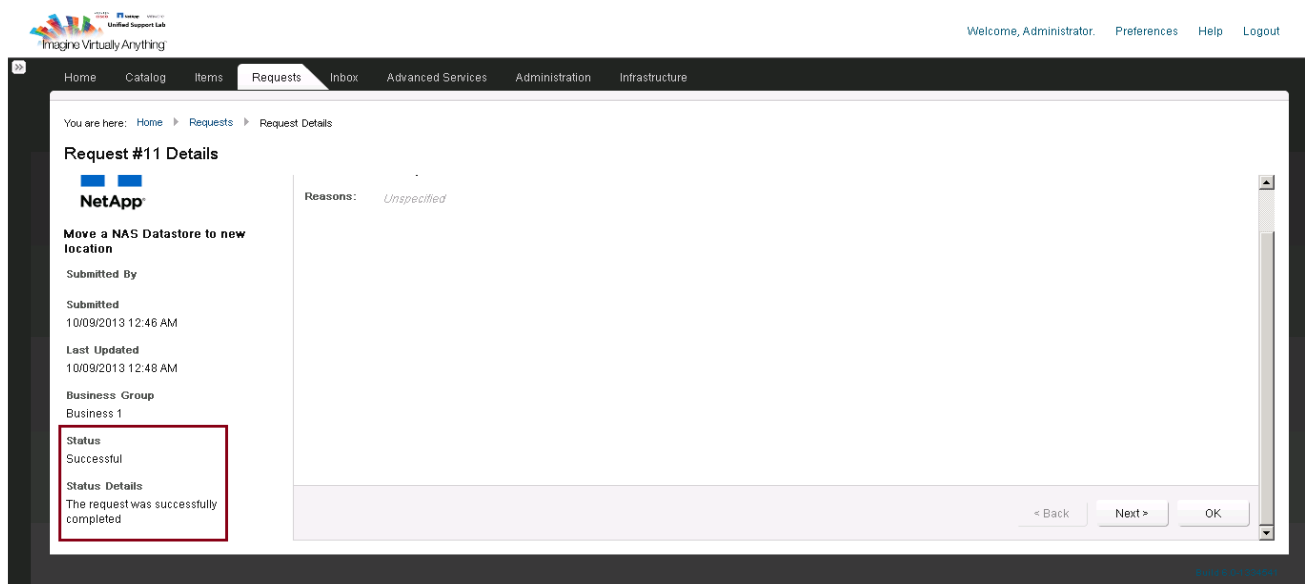 Unified Support Lab
Imagine Virtually Anything
Welcome, Administrator. Preferences Help Logout
Home Catalog Items Requests Inbox Advanced Services Administration Infrastructure
You are here: Home Requests Request Details
Request #11 Details
NetApp
Reasons: Unspecified
Move a NAS Datastore to new
location
Submitted By
Submitted
10/09/2013 12:46 AM
Last Updated
10/09/2013 12:48 AM
Business Group
Business 1
Status
Successful
Status Details
The request was successfully
completed
< Back Next > OK